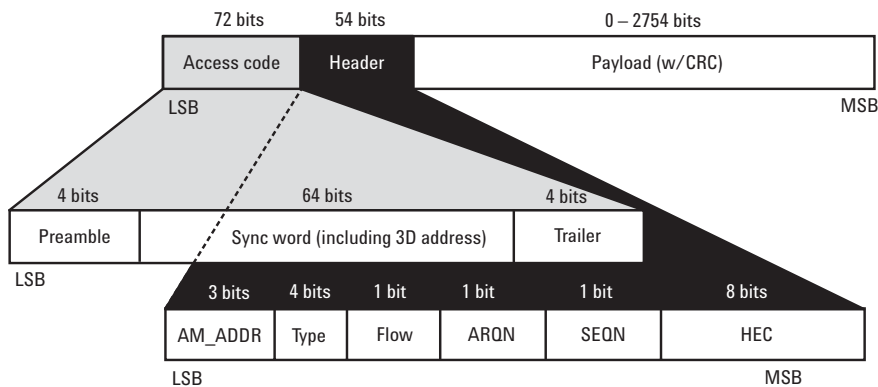 72 bits 54 bits 0 – 2754 bits
Access code Header Payload (w/CRC)
LSB MSB
4 bits 64 bits 4 bits
Preamble Sync word (including 3D address) Trailer
LSB
3 bits 4 bits 1 bit 1 bit 1 bit 8 bits
AM_ADDR Type Flow ARQN SEQN HEC
LSB MSB